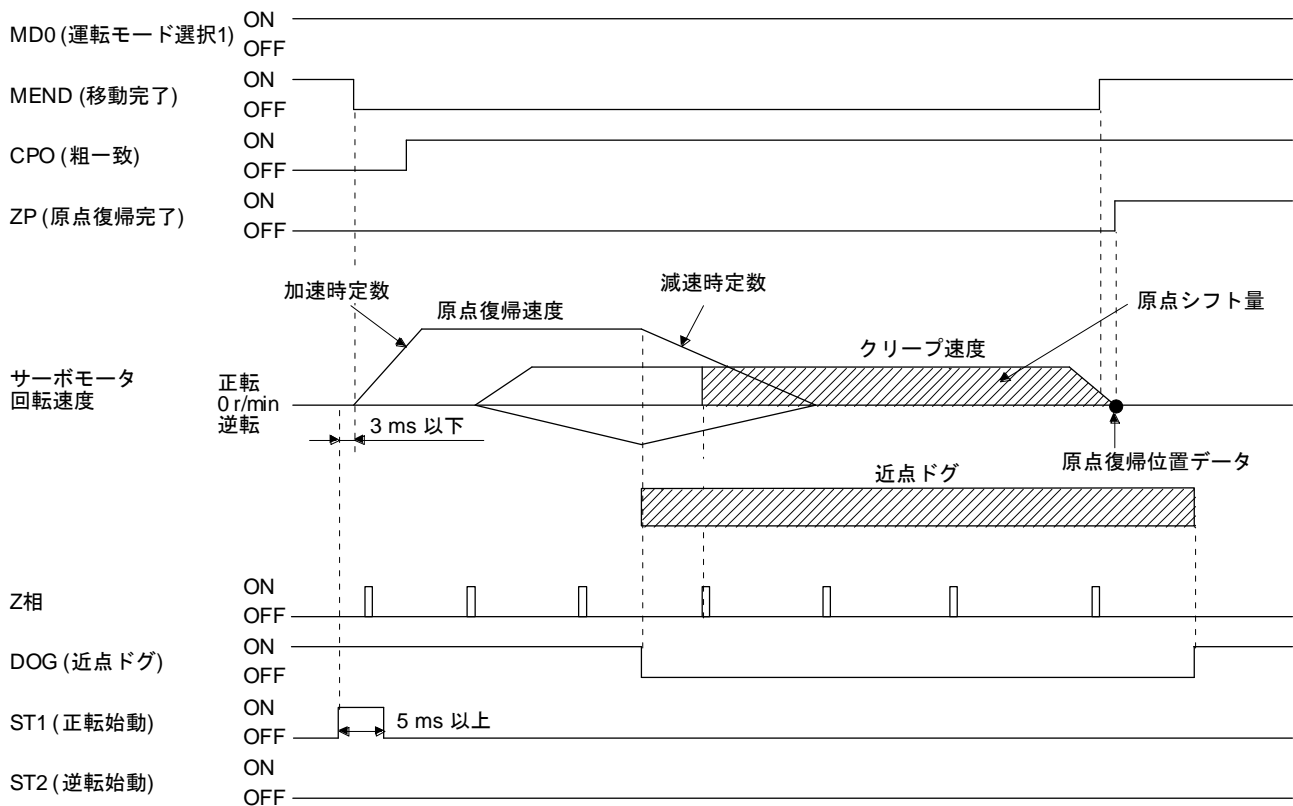 MD0 (運転モード選択1)
ON
OFF
MEND (移動完了)
ON
OFF
CPO (粗一致)
ON
OFF
ZP (原点復帰完了)
ON
OFF
加速時定数
原点復帰速度
減速時定数
原点シフト量
クリープ速度
サーボモータ
回転速度
正転
0 r/min
逆転
3 ms 以下
原点復帰位置データ
近点ドグ
Z相
ON
OFF
DOG (近点ドグ)
ON
OFF
ST1 (正転始動)
ON
OFF
5 ms 以上
ST2 (逆転始動)
ON
OFF